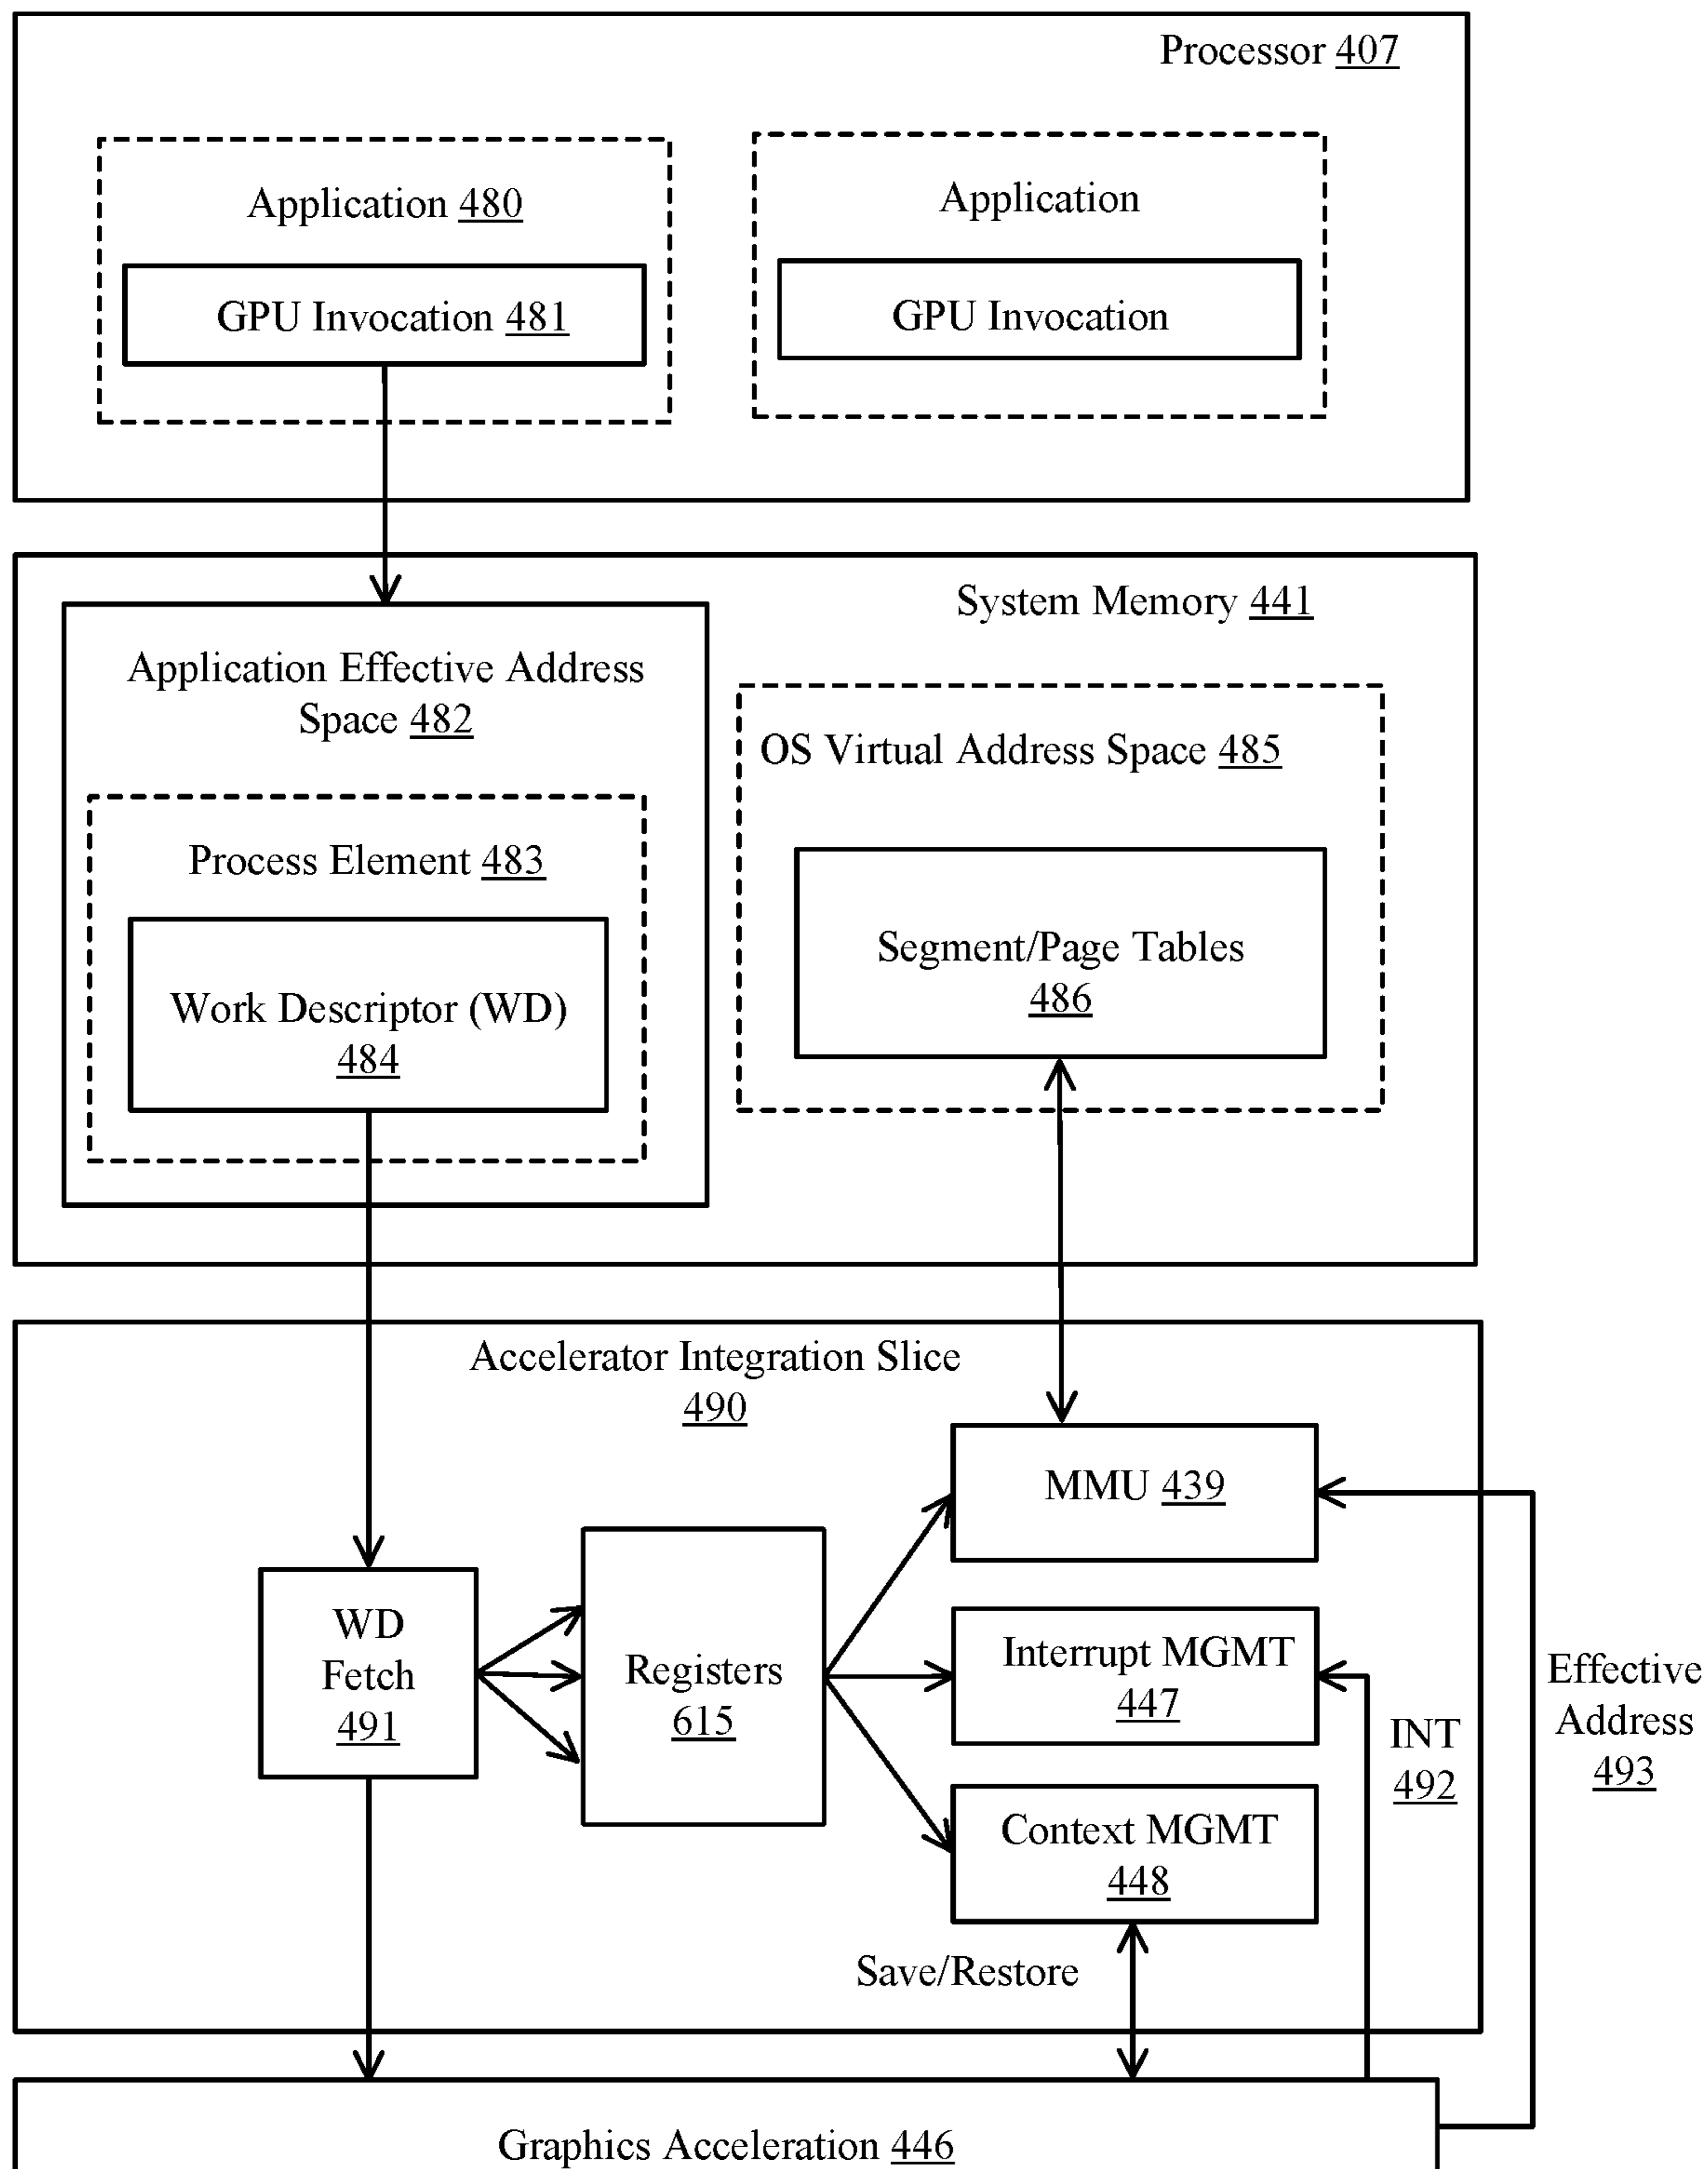 Processor 407
Application 480
GPU Invocation 481
Application
GPU Invocation
System Memory 441
Application Effective Address
Space 482
Process Element 483
Work Descriptor (WD)
484
OS Virtual Address Space 485
Segment/Page Tables
486
Accelerator Integration Slice
490
WD
Fetch
491
Registers
615
MMU 439
Interrupt MGMT
447
Context MGMT
448
Save/Restore
INT
492
Effective
Address
493
Graphics Acceleration 446